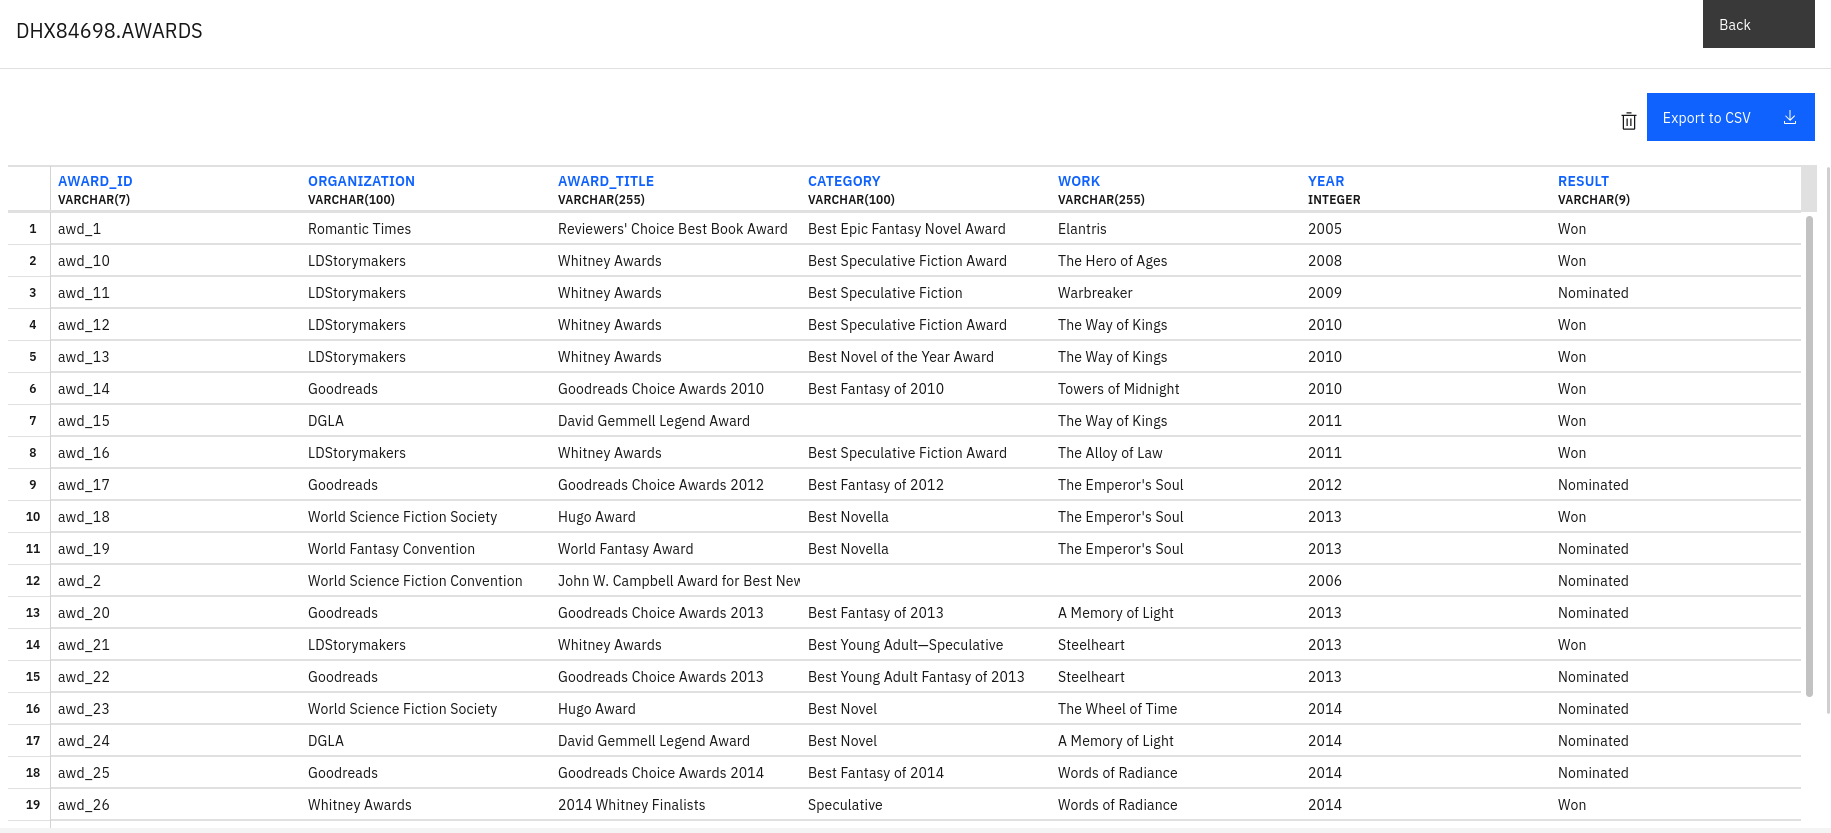 DHX84698.AWARDS
Back
Export to CSV
AWARD_ID ORGANIZATION AWARD_TITLE CATEGORY WORK YEAR RESULT
VARCHAR(7) VARCHAR(100) VARCHAR(255) VARCHAR(100) VARCHAR(255) INTEGER VARCHAR(9)
1 awd_1 Romantic Times Reviewers' Choice Best Book Award Best Epic Fantasy Novel Award Elantris 2005 Won
2 awd_10 LDStorymakers Whitney Awards Best Speculative Fiction Award The Hero of Ages 2008 Won
3 awd_11 LDStorymakers Whitney Awards Best Speculative Fiction Warbreaker 2009 Nominated
4 awd_12 LDStorymakers Whitney Awards Best Speculative Fiction Award The Way of Kings 2010 Won
5 awd_13 LDStorymakers Whitney Awards Best Novel of the Year Award The Way of Kings 2010 Won
6 awd_14 Goodreads Goodreads Choice Awards 2010 Best Fantasy of 2010 Towers of Midnight 2010 Won
7 awd_15 DGLA David Gemmell Legend Award The Way of Kings 2011 Won
8 awd_16 LDStorymakers Whitney Awards Best Speculative Fiction Award The Alloy of Law 2011 Won
9 awd_17 Goodreads Goodreads Choice Awards 2012 Best Fantasy of 2012 The Emperor's Soul 2012 Nominated
10 awd_18 World Science Fiction Society Hugo Award Best Novella The Emperor's Soul 2013 Won
11 awd_19 World Fantasy Convention World Fantasy Award Best Novella The Emperor's Soul 2013 Nominated
12 awd_2 World Science Fiction Convention John W. Campbell Award for Best New 2006 Nominated
13 awd_20 Goodreads Goodreads Choice Awards 2013 Best Fantasy of 2013 A Memory of Light 2013 Nominated
14 awd_21 LDStorymakers Whitney Awards Best Young Adult—Speculative Steelheart 2013 Won
15 awd_22 Goodreads Goodreads Choice Awards 2013 Best Young Adult Fantasy of 2013 Steelheart 2013 Nominated
16 awd_23 World Science Fiction Society Hugo Award Best Novel The Wheel of Time 2014 Nominated
17 awd_24 DGLA David Gemmell Legend Award Best Novel A Memory of Light 2014 Nominated
18 awd_25 Goodreads Goodreads Choice Awards 2014 Best Fantasy of 2014 Words of Radiance 2014 Nominated
19 awd_26 Whitney Awards 2014 Whitney Finalists Speculative Words of Radiance 2014 Won